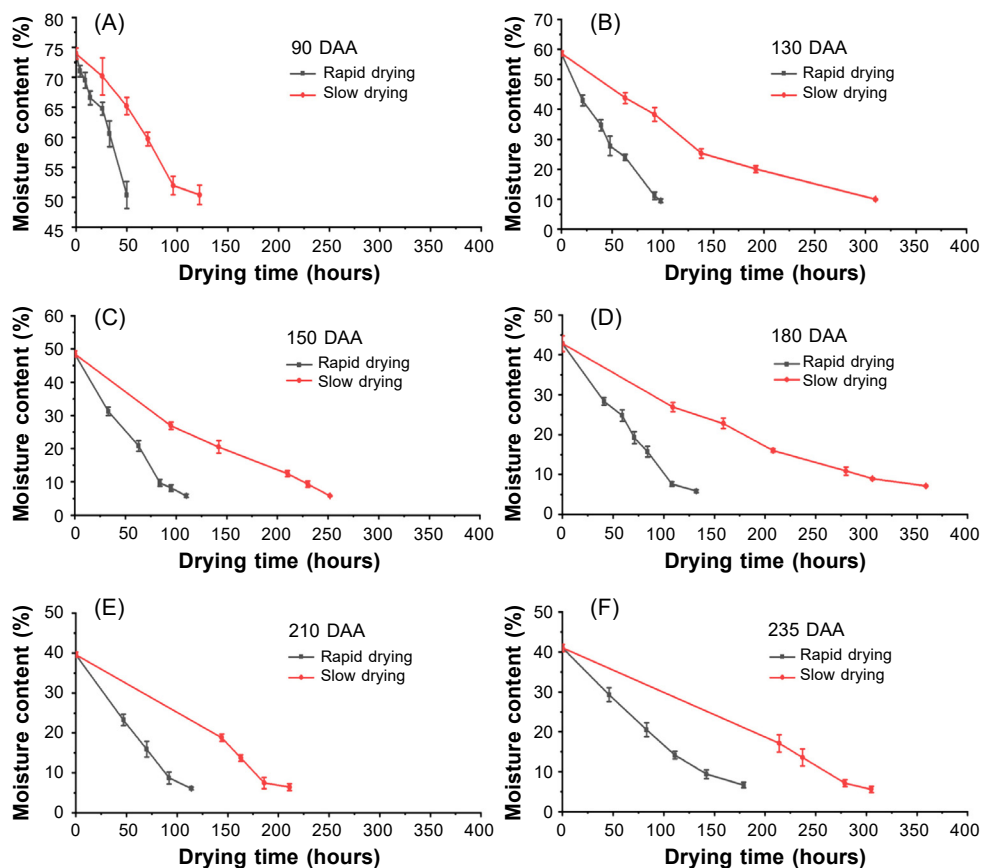 (A)
90 DAA
Rapid drying
Slow drying
Moisture content (%)
80
75
70
65
60
55
50
45
0 50 100 150 200 250 300 350 400
Drying time (hours)
(B)
130 DAA
Rapid drying
Slow drying
Moisture content (%)
70
60
50
40
30
20
10
0
0 50 100 150 200 250 300 350 400
Drying time (hours)
(C)
150 DAA
Rapid drying
Slow drying
Moisture content (%)
60
50
40
30
20
10
0
0 50 100 150 200 250 300 350 400
Drying time (hours)
(D)
180 DAA
Rapid drying
Slow drying
Moisture content (%)
50
40
30
20
10
0
0 50 100 150 200 250 300 350 400
Drying time (hours)
(E)
210 DAA
Rapid drying
Slow drying
Moisture content (%)
50
40
30
20
10
0
0 50 100 150 200 250 300 350 400
Drying time (hours)
(F)
235 DAA
Rapid drying
Slow drying
Moisture content (%)
50
40
30
20
10
0
0 50 100 150 200 250 300 350 400
Drying time (hours)